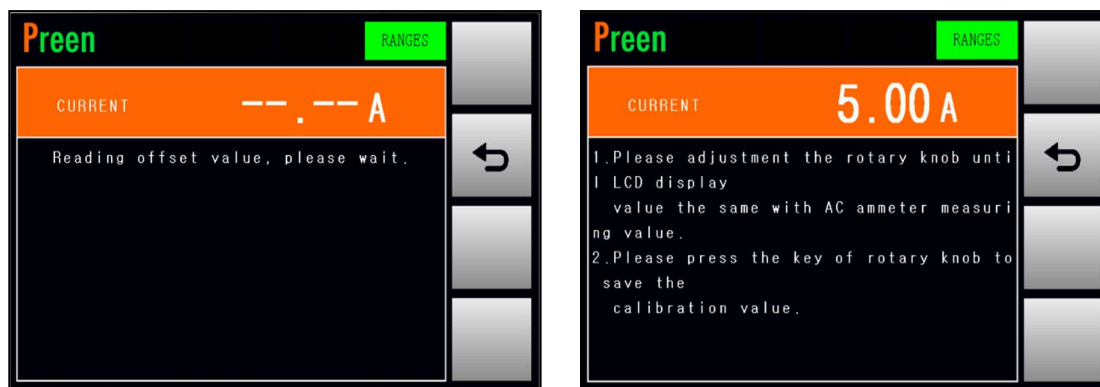 Preen
RANGES
CURRENT --.-- A
Reading offset value, please wait.
Preen
RANGES
CURRENT 5.00 A
1.Please adjustment the rotary knob unti
l LCD display
value the same with AC ammeter measuri
ng value.
2.Please press the key of rotary knob to
save the
calibration value.